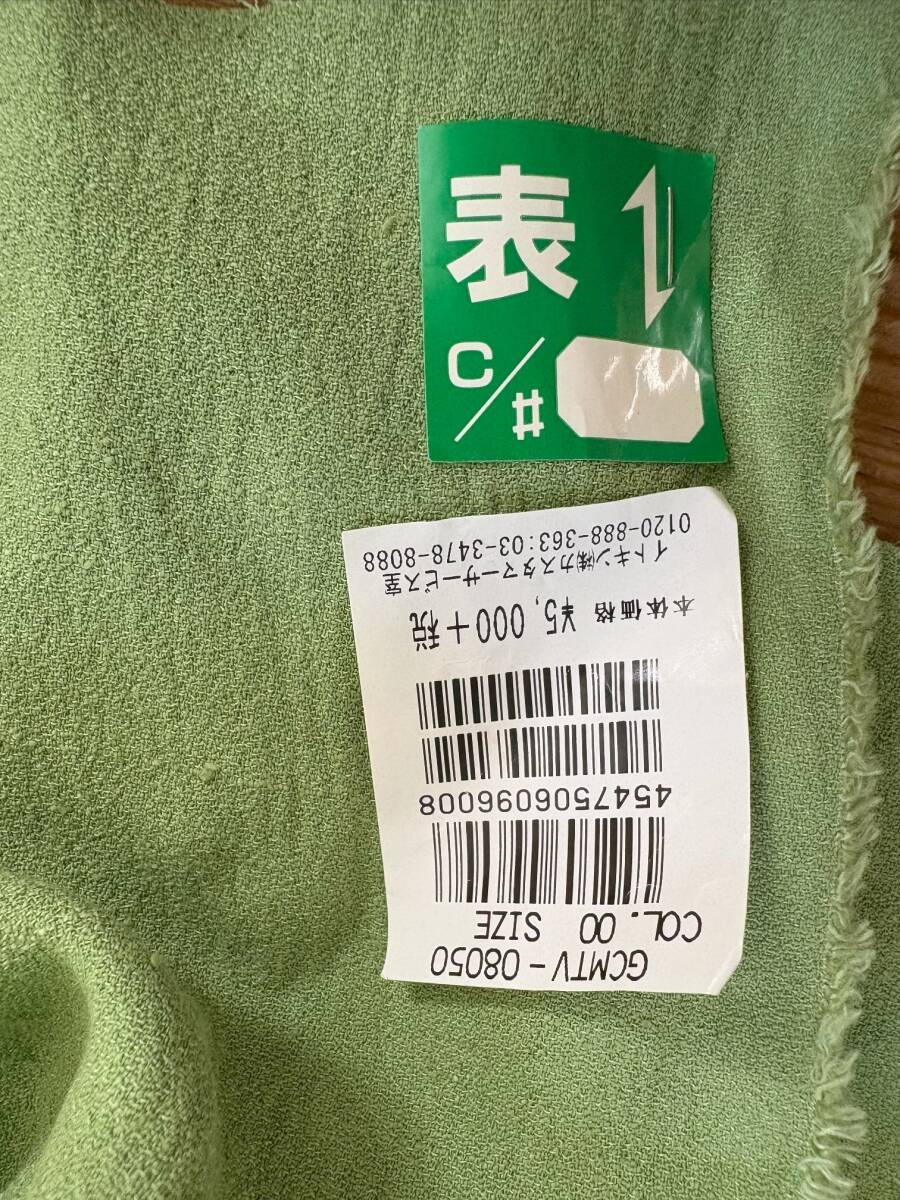 表
C/#
GCMTV-08050
COL. 00 SIZE
4547506096008
本体価格 ¥5,000+税
イトキン㈱カスタマーサービス室
0120-888-363:03-3478-8088